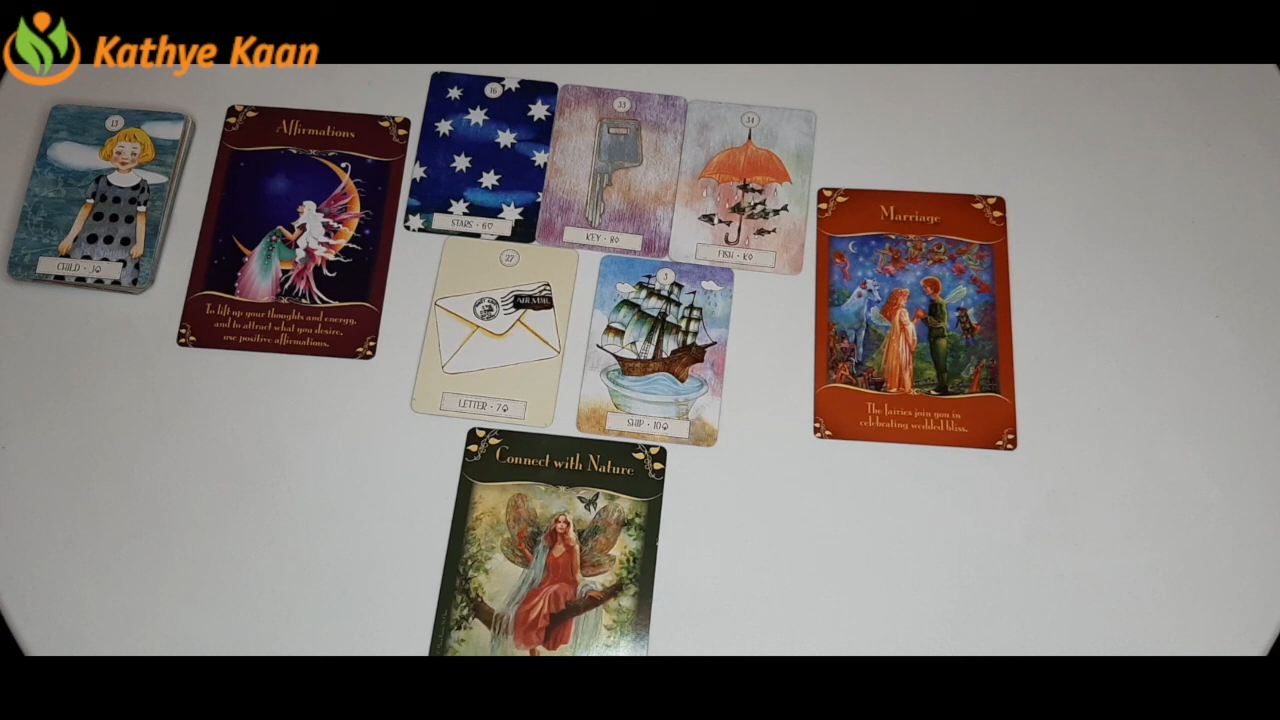 Kathye Kaan
13
CHILD • J♤
Affirmations
To lift up your thoughts and energy,
and to attract what you desire,
use positive affirmations.
16
STARS • 6♡
33
KEY • 8♢
34
FISH • K♢
27
AIR MAIL
LETTER • 7♤
3
SHIP • 10♤
Marriage
The fairies join you in
celebrating wedded bliss.
Connect with Nature